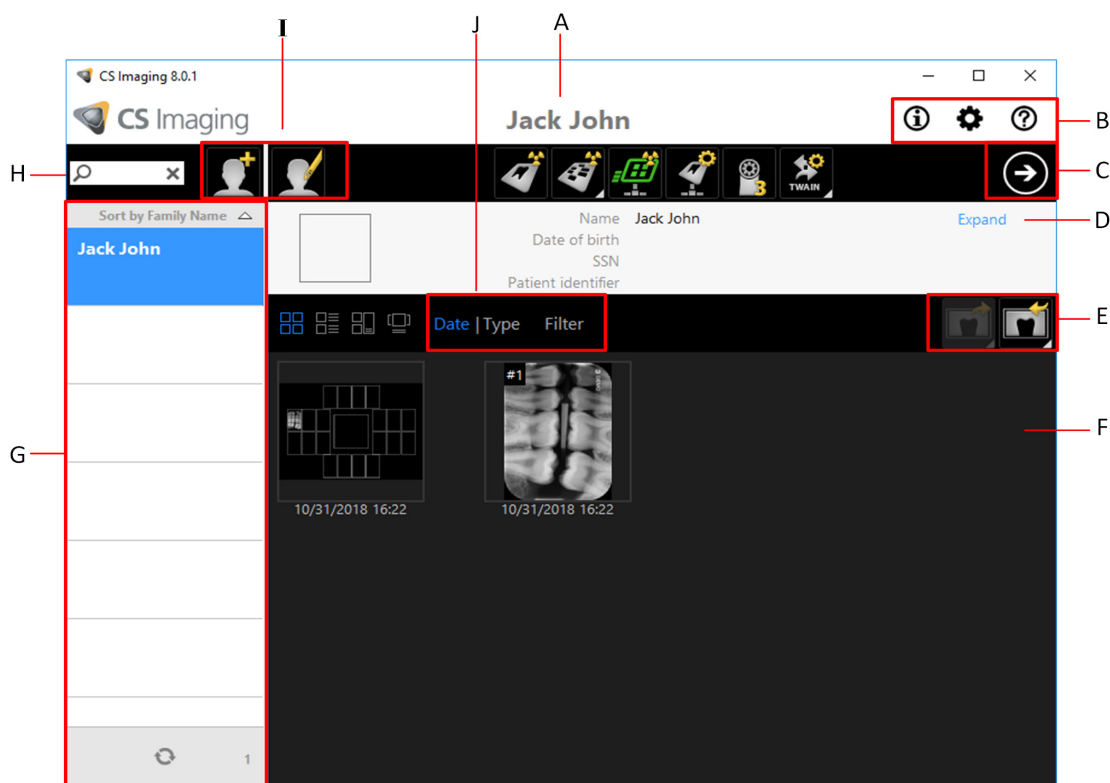 I
J
A
CS Imaging 8.0.1
CS Imaging
Jack John
B
H
TWAIN
3
C
Sort by Family Name
Name Jack John
Expand
D
Jack John
Date of birth
SSN
Patient identifier
Date | Type Filter
E
#1
F
G
10/31/2018 16:22
10/31/2018 16:22
1